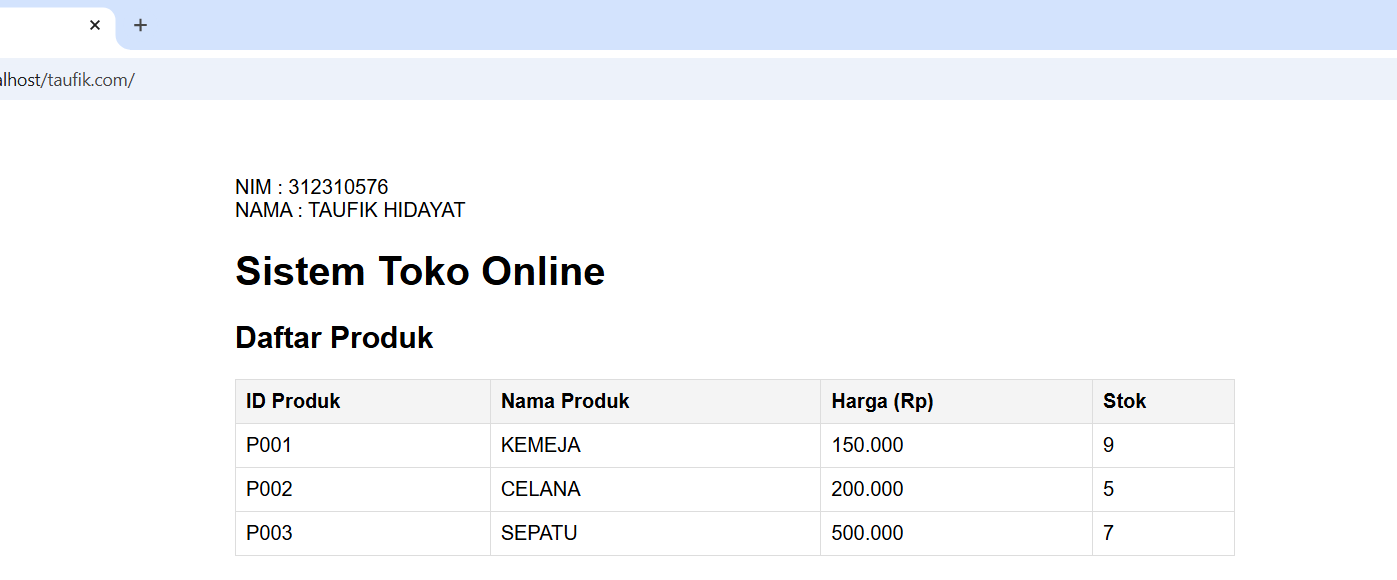 alhost/taufik.com/
NIM : 312310576
NAMA : TAUFIK HIDAYAT
Sistem Toko Online
Daftar Produk
ID Produk Nama Produk Harga (Rp) Stok
P001 KEMEJA 150.000 9
P002 CELANA 200.000 5
P003 SEPATU 500.000 7